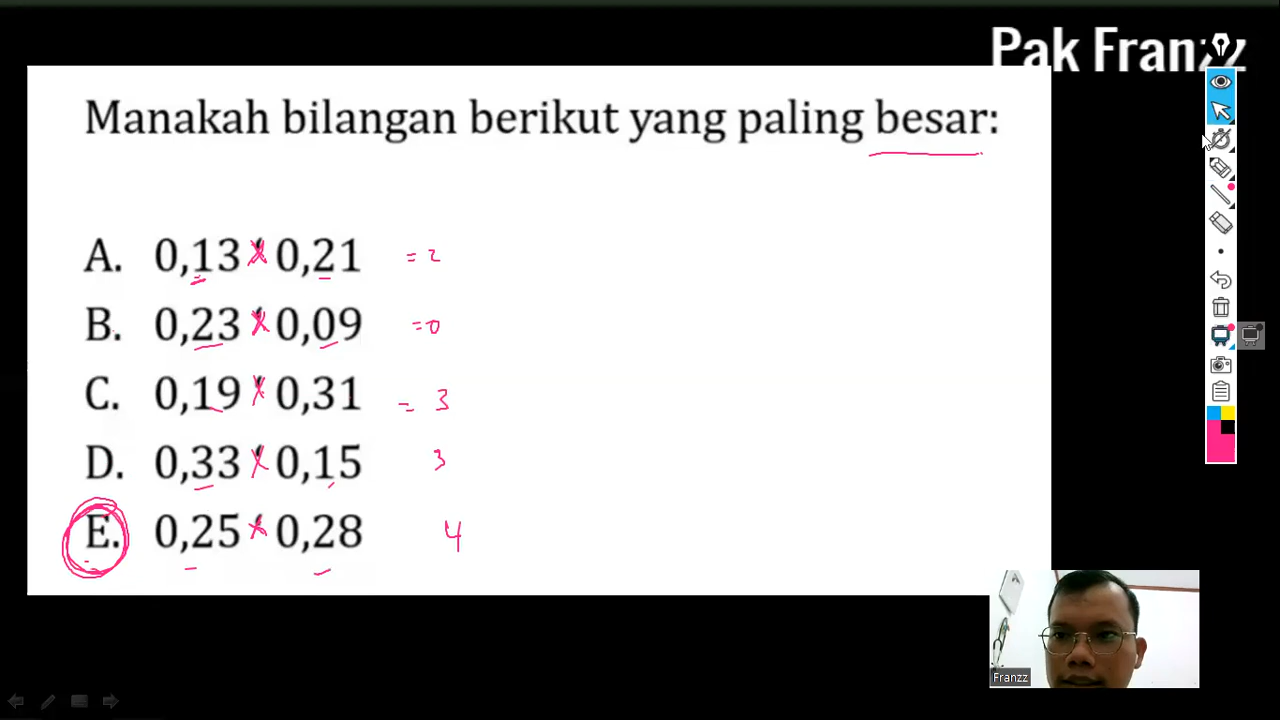 Pak Franzz
Manakah bilangan berikut yang paling besar:
A. 0,13 × 0,21 = 2
B. 0,23 × 0,09 = 0
C. 0,19 × 0,31 = 3
D. 0,33 × 0,15 3
E. 0,25 × 0,28 4
Franzz